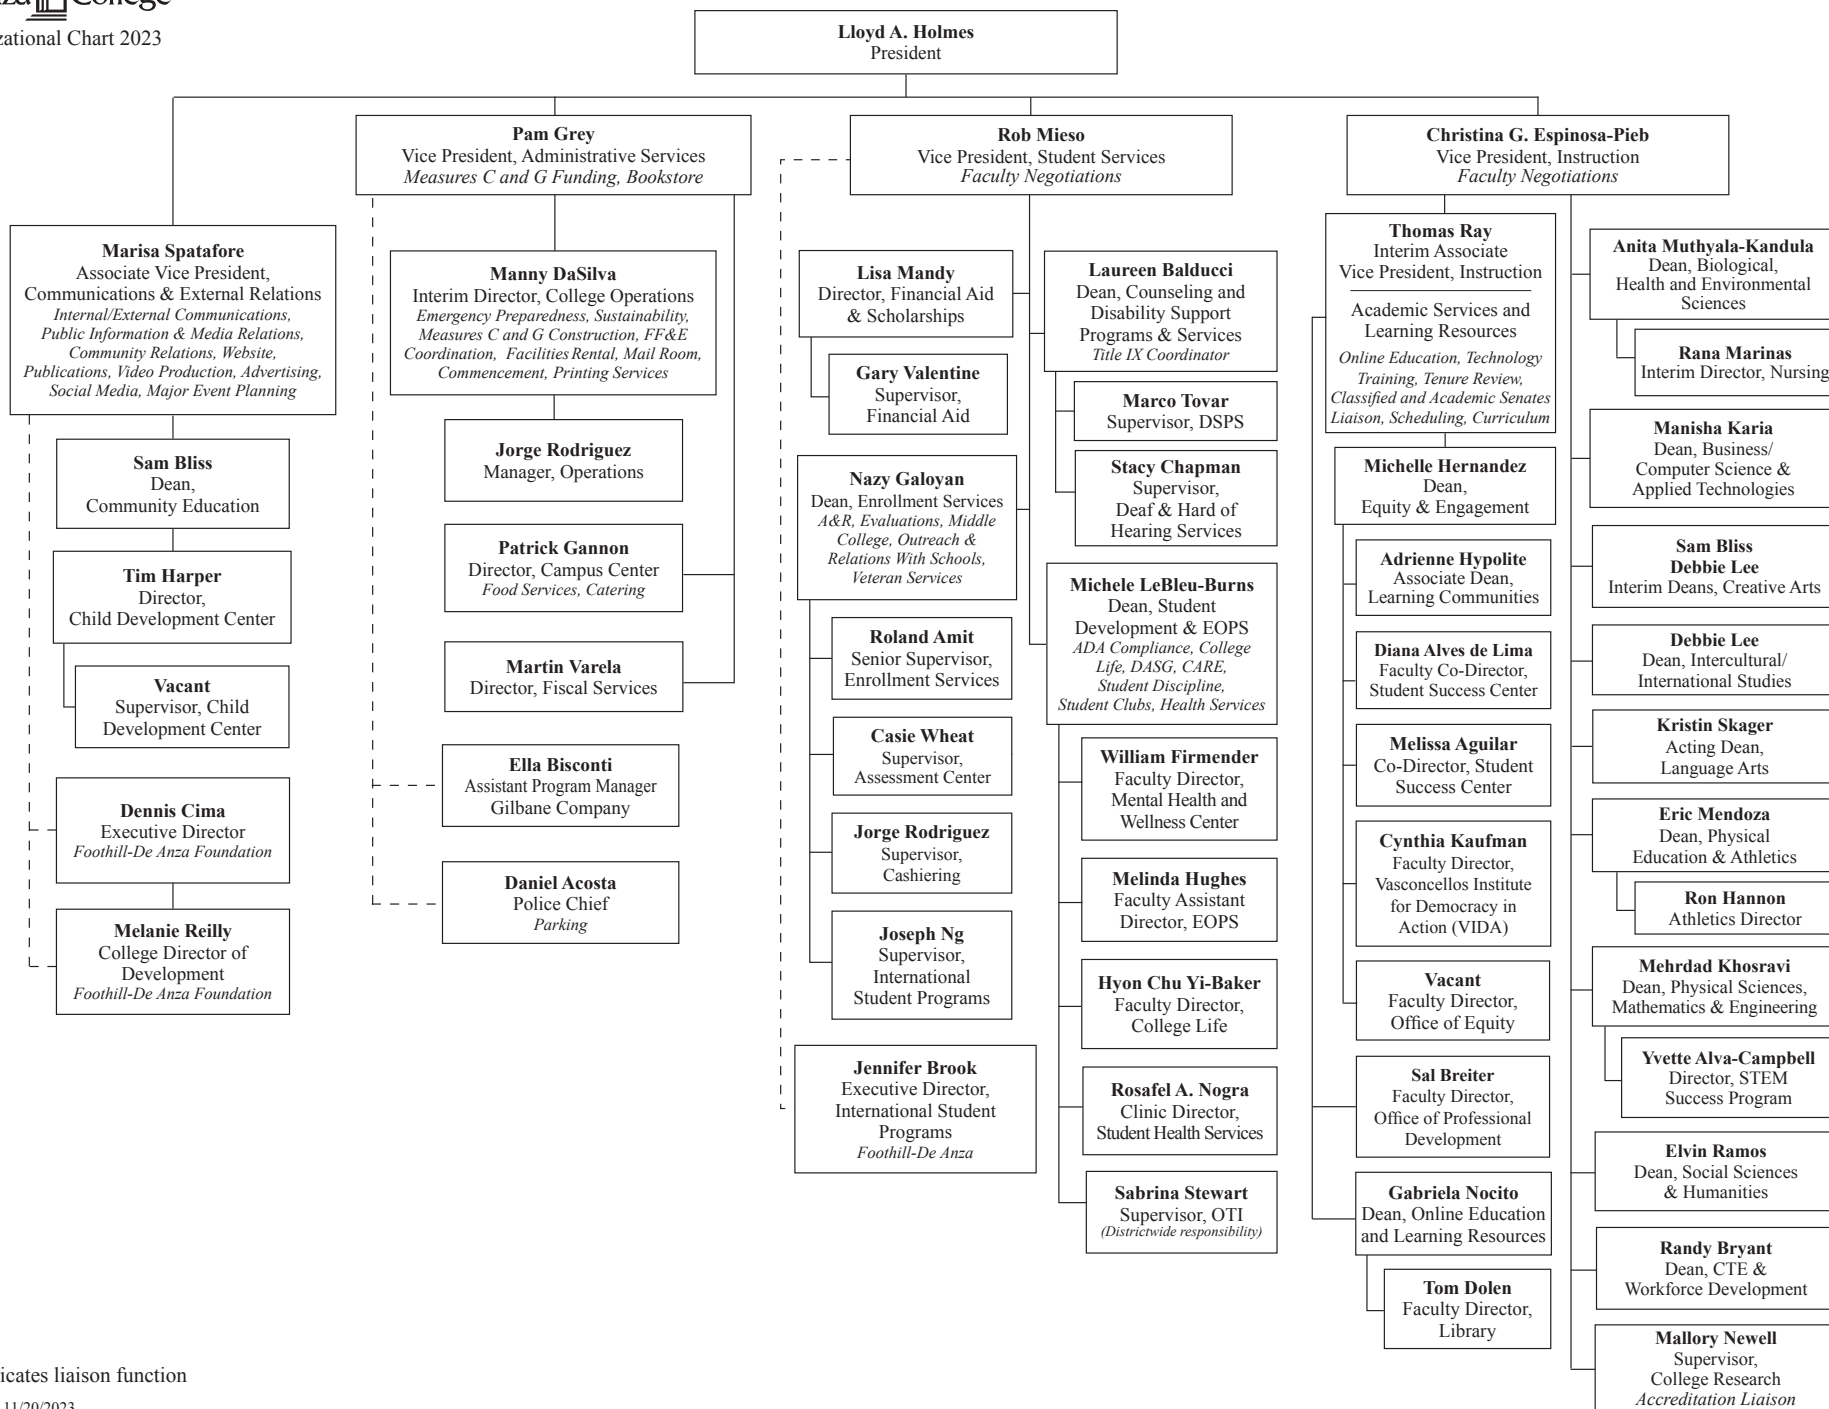 College
Organizational Chart 2023
Lloyd A. Holmes
President
Marisa Spatafore
Associate Vice President,
Communications & External Relations
Internal/External Communications,
Public Information & Media Relations,
Community Relations, Website,
Publications, Video Production, Advertising,
Social Media, Major Event Planning
Sam Bliss
Dean,
Community Education
Tim Harper
Director,
Child Development Center
Vacant
Supervisor, Child
Development Center
Dennis Cima
Executive Director
Foothill-De Anza Foundation
Melanie Reilly
College Director of
Development
Foothill-De Anza Foundation
Pam Grey
Vice President, Administrative Services
Measures C and G Funding, Bookstore
Manny DaSilva
Interim Director, College Operations
Emergency Preparedness, Sustainability,
Measures C and G Construction, FF&E
Coordination, Facilities Rental, Mail Room,
Commencement, Printing Services
Jorge Rodriguez
Manager, Operations
Patrick Gannon
Director, Campus Center
Food Services, Catering
Martin Varela
Director, Fiscal Services
Ella Bisconti
Assistant Program Manager
Gilbane Company
Daniel Acosta
Police Chief
Parking
Rob Mieso
Vice President, Student Services
Faculty Negotiations
Lisa Mandy
Director, Financial Aid
& Scholarships
Gary Valentine
Supervisor,
Financial Aid
Nazy Galoyan
Dean, Enrollment Services
A&R, Evaluations, Middle
College, Outreach &
Relations With Schools,
Veteran Services
Roland Amit
Senior Supervisor,
Enrollment Services
Casie Wheat
Supervisor,
Assessment Center
Jorge Rodriguez
Supervisor,
Cashiering
Joseph Ng
Supervisor,
International
Student Programs
Jennifer Brook
Executive Director,
International Student
Programs
Foothill-De Anza
Laureen Balducci
Dean, Counseling and
Disability Support
Programs & Services
Title IX Coordinator
Marco Tovar
Supervisor, DSPS
Stacy Chapman
Supervisor,
Deaf & Hard of
Hearing Services
Michele LeBleu-Burns
Dean, Student
Development & EOPS
ADA Compliance, College
Life, DASG, CARE,
Student Discipline,
Student Clubs, Health Services
William Firmender
Faculty Director,
Mental Health and
Wellness Center
Melinda Hughes
Faculty Assistant
Director, EOPS
Hyon Chu Yi-Baker
Faculty Director,
College Life
Rosafel A. Nogra
Clinic Director,
Student Health Services
Sabrina Stewart
Supervisor, OTI
(Districtwide responsibility)
Christina G. Espinosa-Pieb
Vice President, Instruction
Faculty Negotiations
Thomas Ray
Interim Associate
Vice President, Instruction
Academic Services and
Learning Resources
Online Education, Technology
Training, Tenure Review,
Classified and Academic Senates
Liaison, Scheduling, Curriculum
Michelle Hernandez
Dean,
Equity & Engagement
Adrienne Hypolite
Associate Dean,
Learning Communities
Diana Alves de Lima
Faculty Co-Director,
Student Success Center
Melissa Aguilar
Co-Director, Student
Success Center
Cynthia Kaufman
Faculty Director,
Vasconcellos Institute
for Democracy in
Action (VIDA)
Vacant
Faculty Director,
Office of Equity
Sal Breiter
Faculty Director,
Office of Professional
Development
Gabriela Nocito
Dean, Online Education
and Learning Resources
Tom Dolen
Faculty Director,
Library
Anita Muthyala-Kandula
Dean, Biological,
Health and Environmental
Sciences
Rana Marinas
Interim Director, Nursing
Manisha Karia
Dean, Business/
Computer Science &
Applied Technologies
Sam Bliss
Debbie Lee
Interim Deans, Creative Arts
Debbie Lee
Dean, Intercultural/
International Studies
Kristin Skager
Acting Dean,
Language Arts
Eric Mendoza
Dean, Physical
Education & Athletics
Ron Hannon
Athletics Director
Mehrdad Khosravi
Dean, Physical Sciences,
Mathematics & Engineering
Yvette Alva-Campbell
Director, STEM
Success Program
Elvin Ramos
Dean, Social Sciences
& Humanities
Randy Bryant
Dean, CTE &
Workforce Development
Mallory Newell
Supervisor,
College Research
Accreditation Liaison
liaison function
11/20/2023